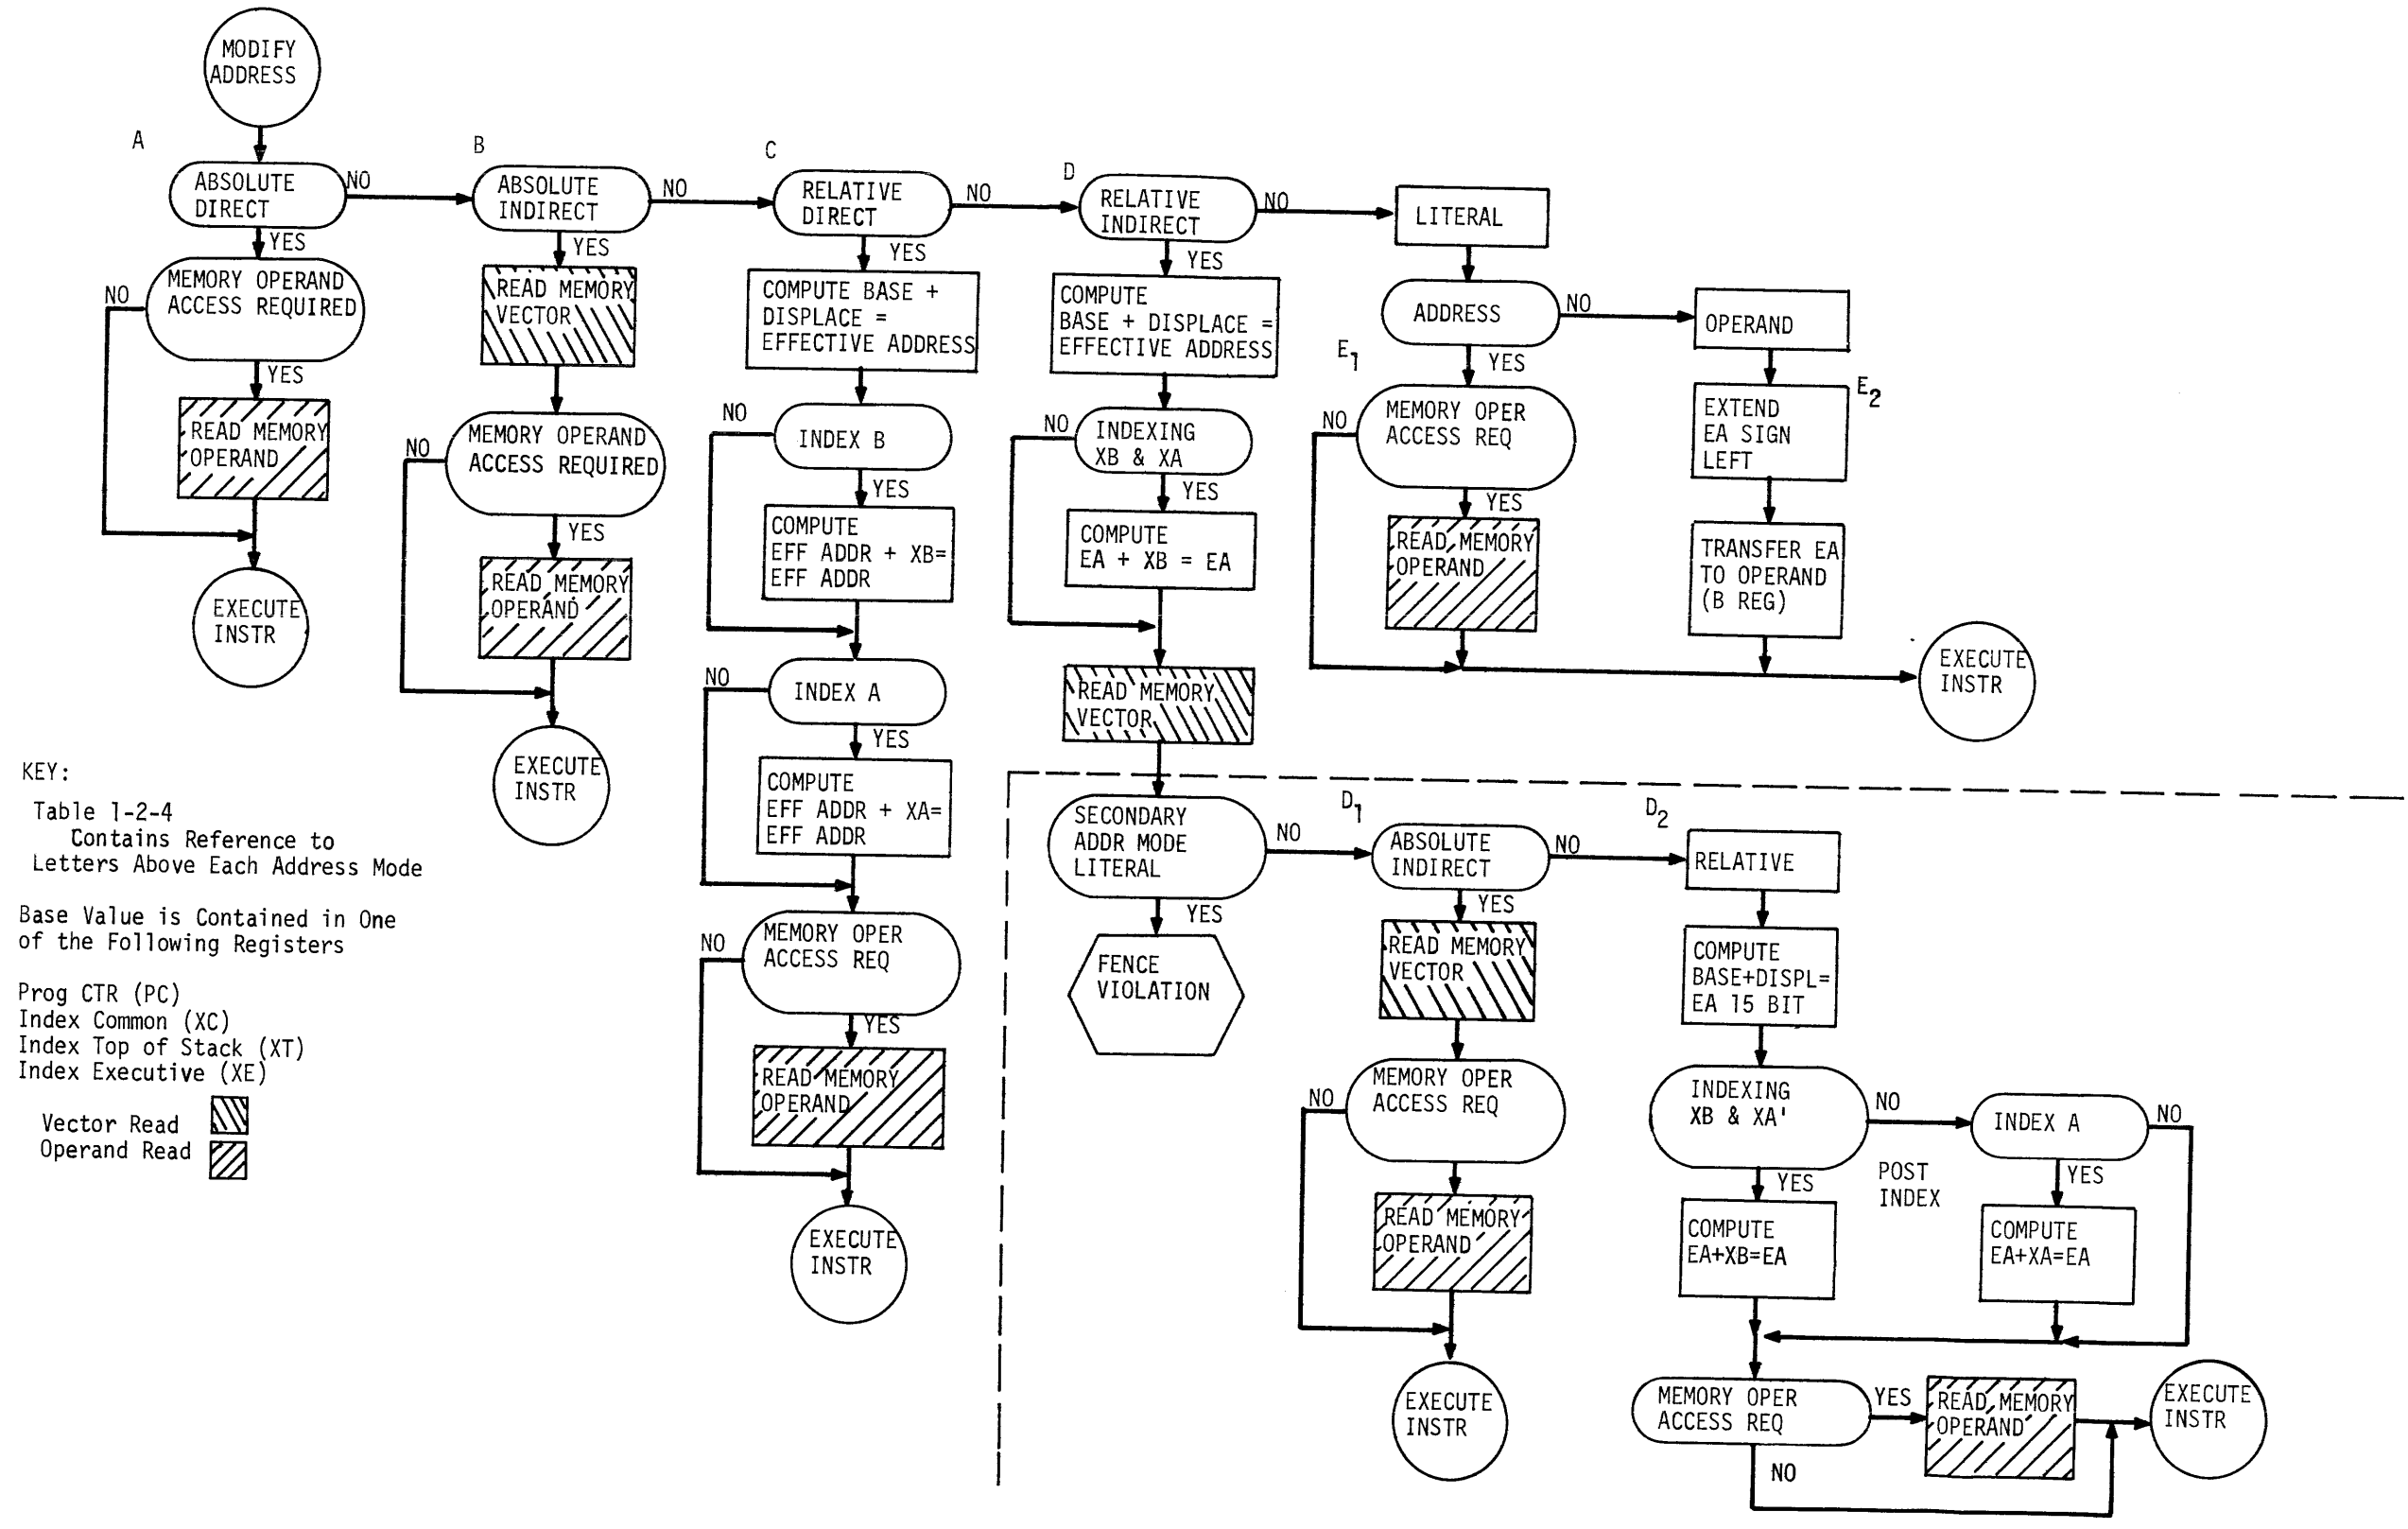 MODIFY
ADDRESS
A
ABSOLUTE
DIRECT
NO
YES
MEMORY OPERAND
ACCESS REQUIRED
NO
YES
READ MEMORY
OPERAND
EXECUTE
INSTR
B
ABSOLUTE
INDIRECT
NO
YES
READ MEMORY
VECTOR
MEMORY OPERAND
ACCESS REQUIRED
NO
YES
READ MEMORY
OPERAND
EXECUTE
INSTR
C
RELATIVE
DIRECT
NO
YES
COMPUTE BASE +
DISPLACE =
EFFECTIVE ADDRESS
INDEX B
NO
YES
COMPUTE
EFF ADDR + XB=
EFF ADDR
INDEX A
NO
YES
COMPUTE
EFF ADDR + XA=
EFF ADDR
MEMORY OPER
ACCESS REQ
NO
YES
READ MEMORY
OPERAND
EXECUTE
INSTR
D
RELATIVE
INDIRECT
NO
YES
COMPUTE
BASE + DISPLACE =
EFFECTIVE ADDRESS
INDEXING
XB & XA
NO
YES
COMPUTE
EA + XB = EA
READ MEMORY
VECTOR
LITERAL
ADDRESS
NO
YES
E1
MEMORY OPER
ACCESS REQ
NO
YES
READ MEMORY
OPERAND
OPERAND
E2
EXTEND
EA SIGN
LEFT
TRANSFER EA
TO OPERAND
(B REG)
EXECUTE
INSTR
SECONDARY
ADDR MODE
LITERAL
NO
YES
FENCE
VIOLATION
D1
ABSOLUTE
INDIRECT
NO
YES
READ MEMORY
VECTOR
MEMORY OPER
ACCESS REQ
NO
READ MEMORY
OPERAND
EXECUTE
INSTR
D2
RELATIVE
COMPUTE
BASE+DISPL=
EA 15 BIT
INDEXING
XB & XA'
NO
YES
POST
INDEX
COMPUTE
EA+XB=EA
INDEX A
NO
YES
COMPUTE
EA+XA=EA
MEMORY OPER
ACCESS REQ
YES
NO
READ MEMORY
OPERAND
EXECUTE
INSTR
KEY:
Table 1-2-4
Contains Reference to
Letters Above Each Address Mode
Base Value is Contained in One
of the Following Registers
Prog CTR (PC)
Index Common (XC)
Index Top of Stack (XT)
Index Executive (XE)
Vector Read
Operand Read